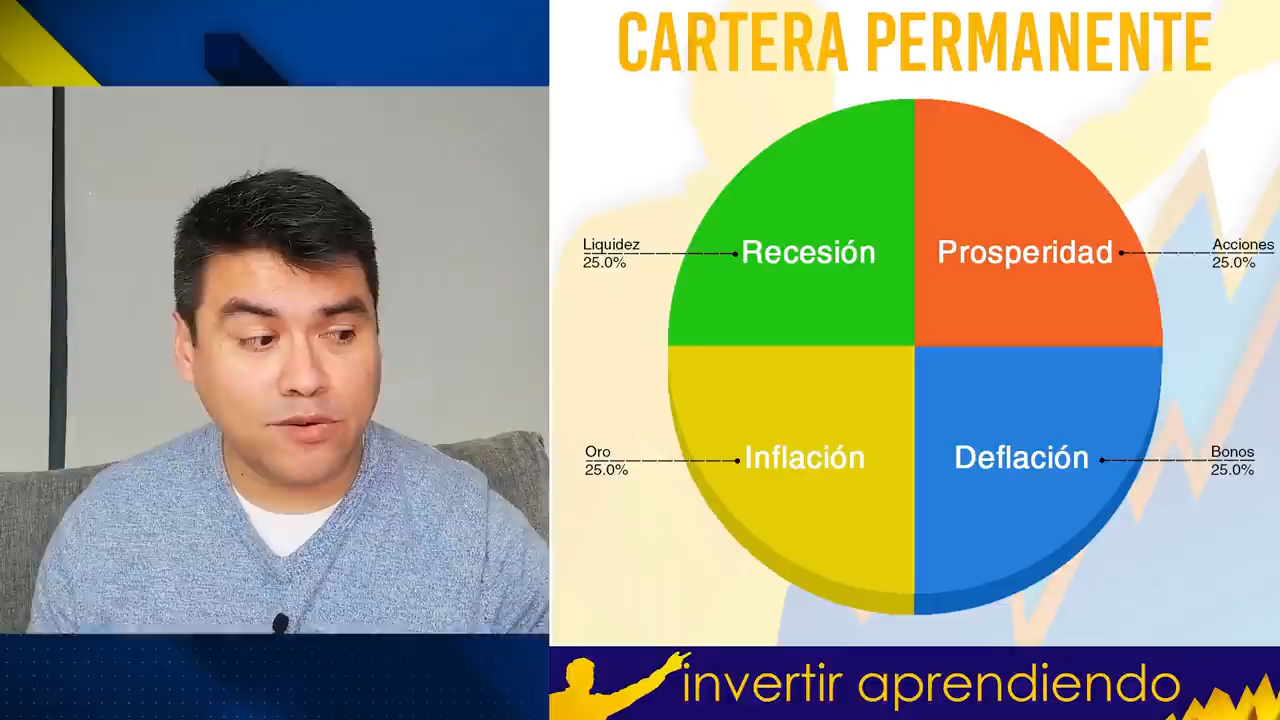 CARTERA PERMANENTE
Liquidez
25.0%
Recesión
Prosperidad
Acciones
25.0%
Oro
25.0%
Inflación
Deflación
Bonos
25.0%
invertir aprendiendo